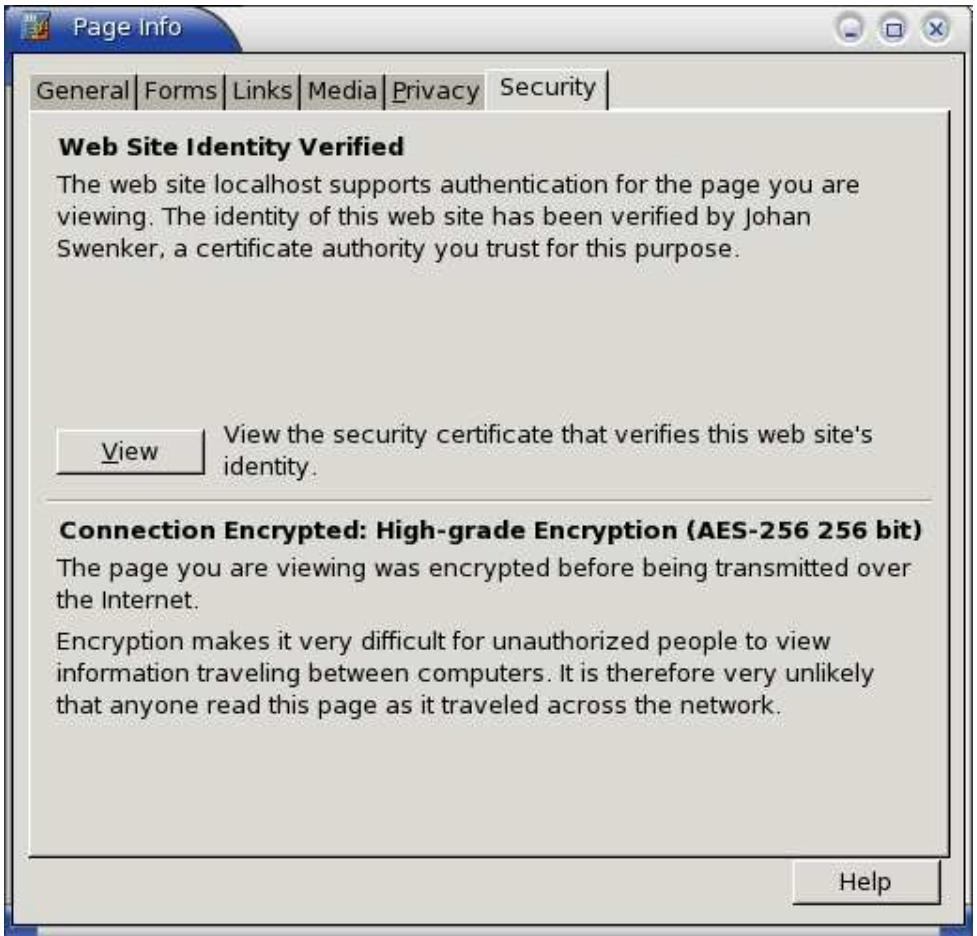 Page Info
General Forms Links Media Privacy Security
Web Site Identity Verified
The web site localhost supports authentication for the page you are
viewing. The identity of this web site has been verified by Johan
Swenker, a certificate authority you trust for this purpose.
View
View the security certificate that verifies this web site's
identity.
Connection Encrypted: High-grade Encryption (AES-256 256 bit)
The page you are viewing was encrypted before being transmitted over
the Internet.
Encryption makes it very difficult for unauthorized people to view
information traveling between computers. It is therefore very unlikely
that anyone read this page as it traveled across the network.
Help